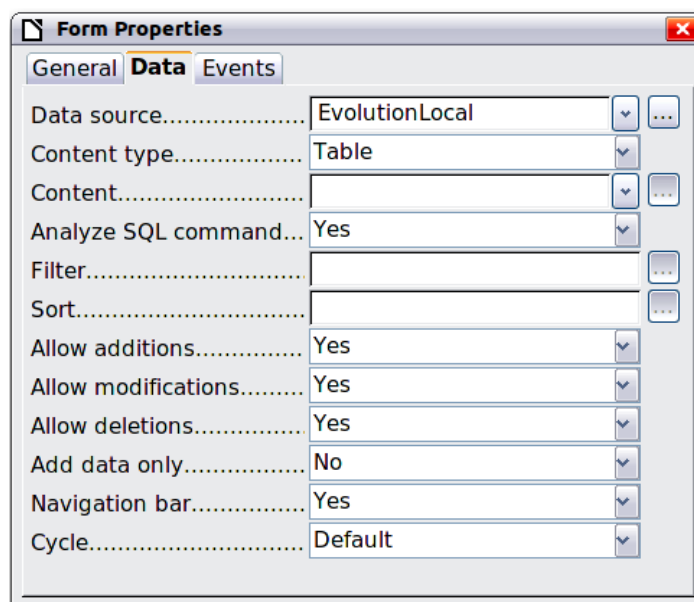 Form Properties
General Data Events
Data source.................... EvolutionLocal ...
Content type.................. Table
Content.......................... ...
Analyze SQL command... Yes
Filter............................. ...
Sort................................ ...
Allow additions............... Yes
Allow modifications......... Yes
Allow deletions............... Yes
Add data only................. No
Navigation bar................ Yes
Cycle.............................. Default